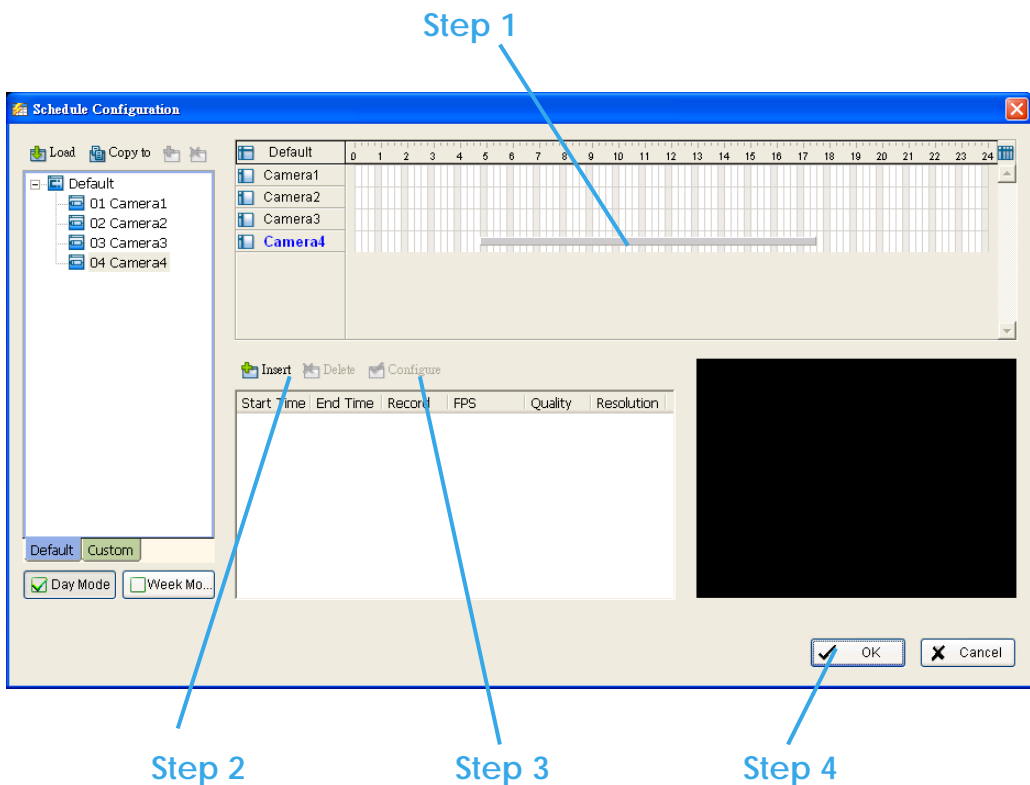 Step 1
Schedule Configuration
Load Copy to
Default
01 Camera1
02 Camera2
03 Camera3
04 Camera4
Default Custom
Day Mode Week Mo...
Default 0 1 2 3 4 5 6 7 8 9 10 11 12 13 14 15 16 17 18 19 20 21 22 23 24
Camera1
Camera2
Camera3
Camera4
Insert Delete Configure
Start Time End Time Record FPS Quality Resolution
OK Cancel
Step 2 Step 3 Step 4